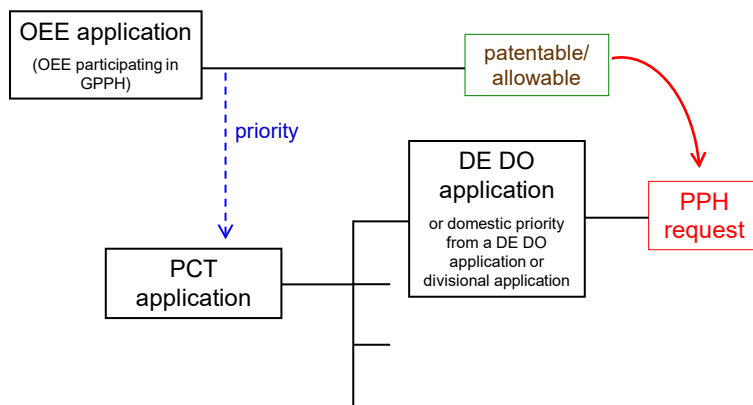 OEE application
(OEE participating in
GPPH)
patentable/
allowable
priority
DE DO
application
or domestic priority
from a DE DO
application or
divisional application
PPH
request
PCT
application